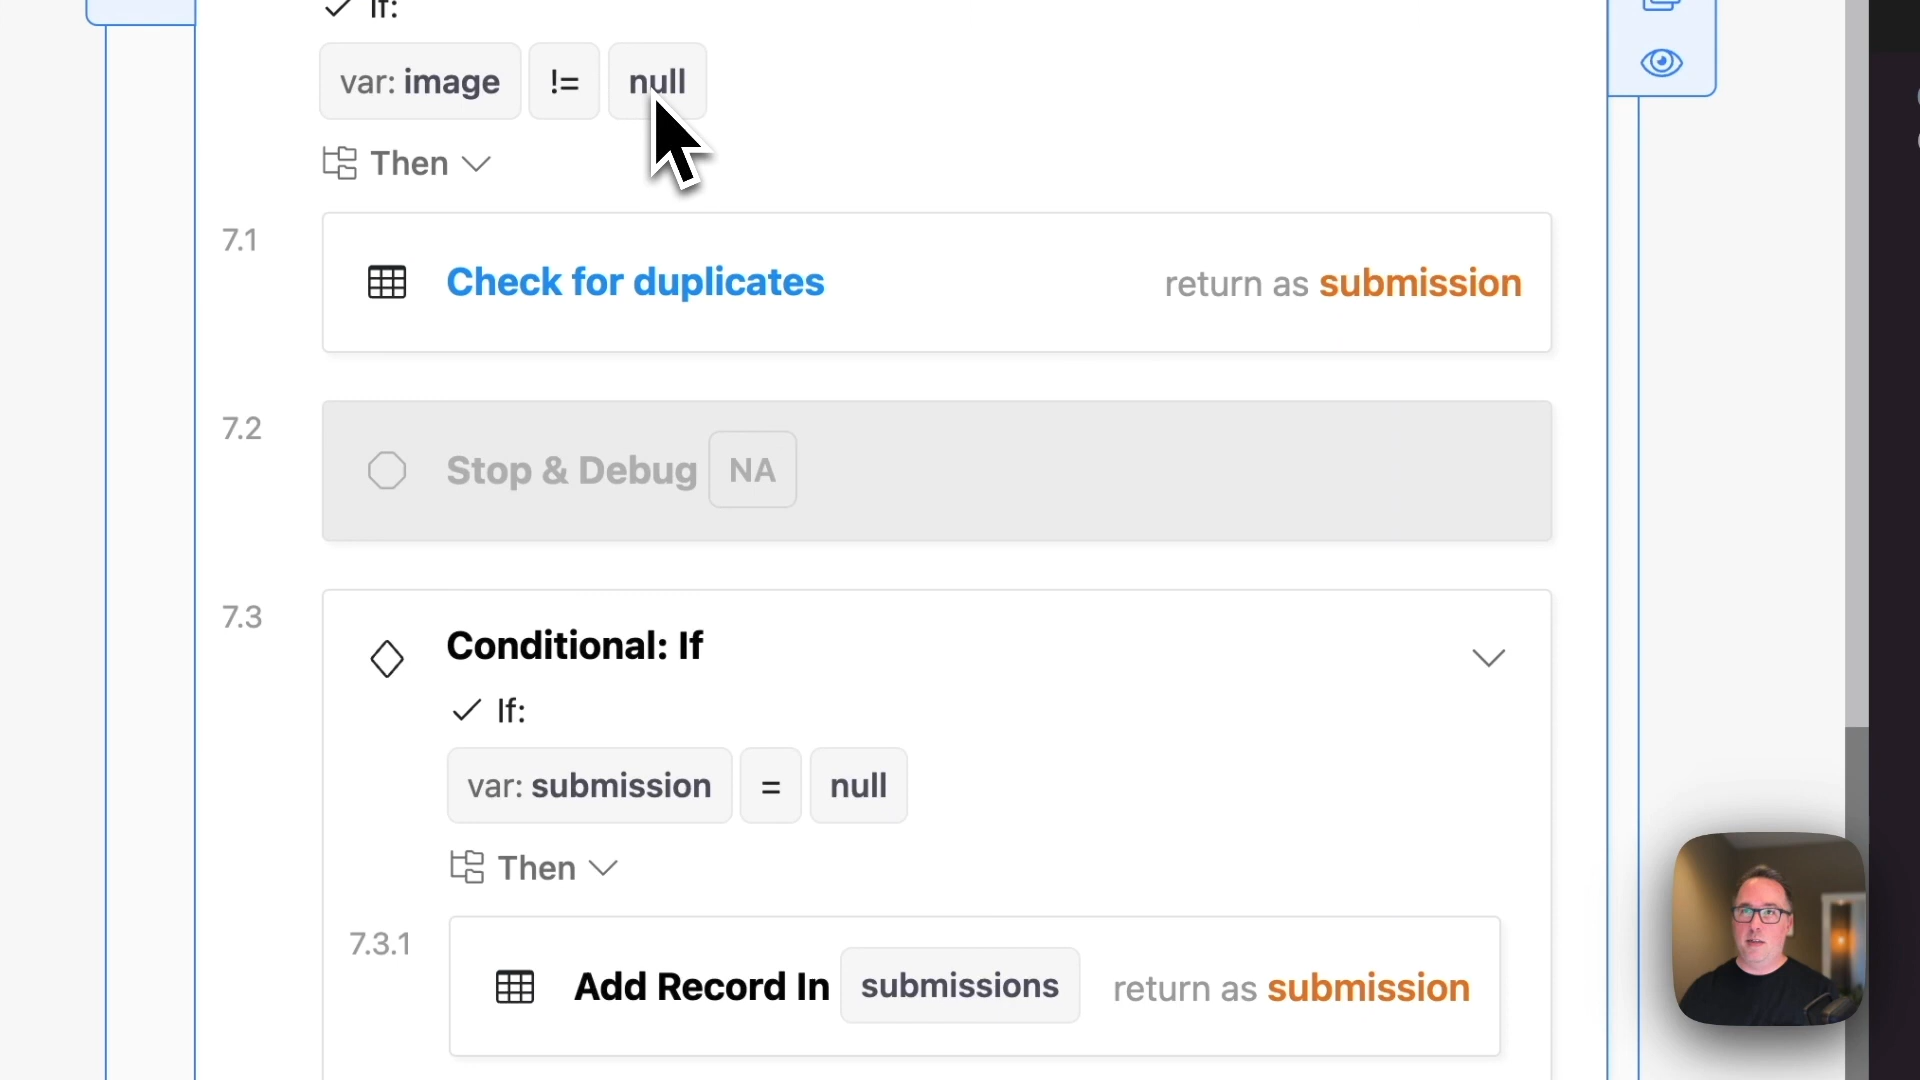 If:
var: image != null
Then
7.1
Check for duplicates return as submission
7.2
Stop & Debug NA
7.3
Conditional: If
If:
var: submission = null
Then
7.3.1
Add Record In submissions return as submission